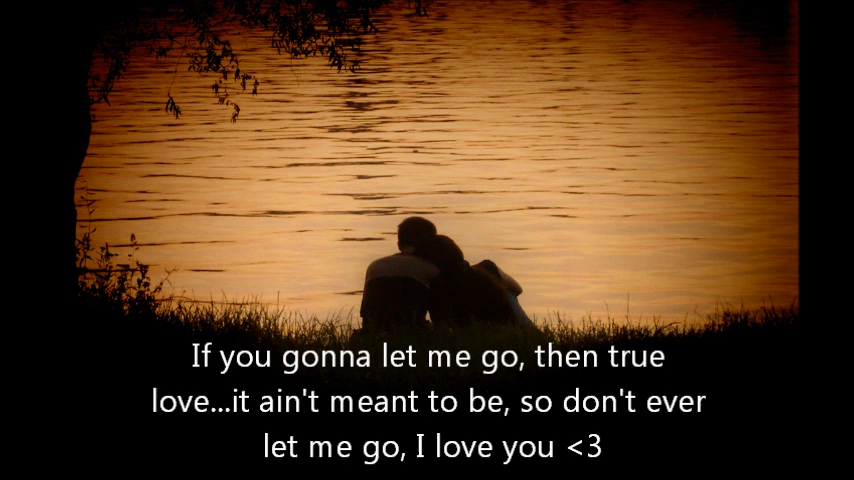 If you gonna let me go, then true
love...it ain't meant to be, so don't ever
let me go, I love you <3